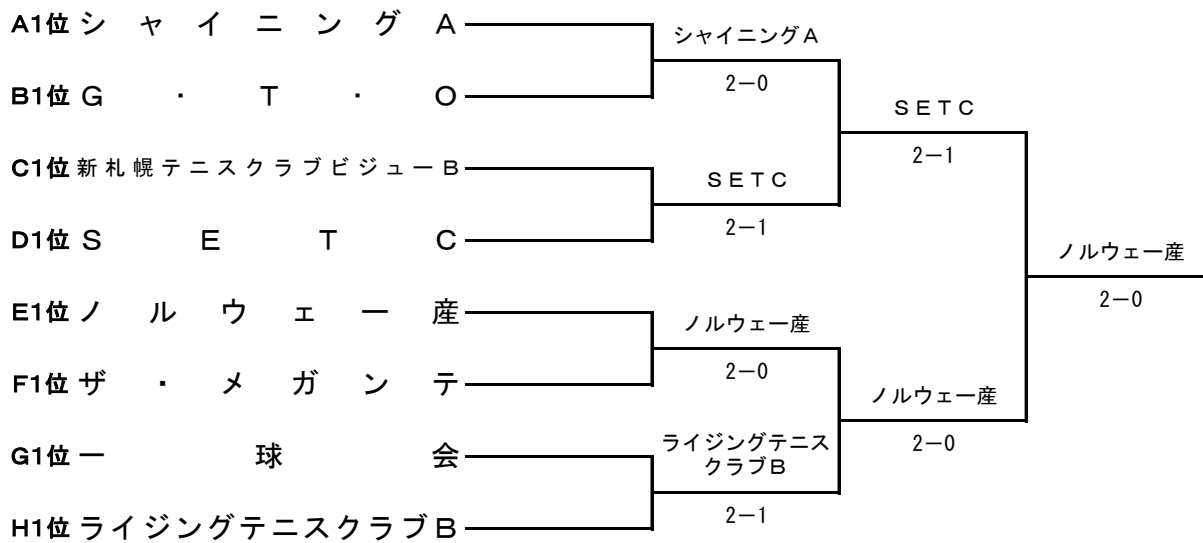 A1位 シャイニングA
シャイニングA
2－0
B1位 G・T・O
SETC
2－1
C1位 新札幌テニスクラブビジューB
SETC
2－1
D1位 SETC
ノルウェー産
2－0
E1位 ノルウェー産
ノルウェー産
2－0
F1位 ザ・メガンテ
ノルウェー産
2－0
G1位 一球会
ライジングテニス
クラブB
2－1
H1位 ライジングテニスクラブB